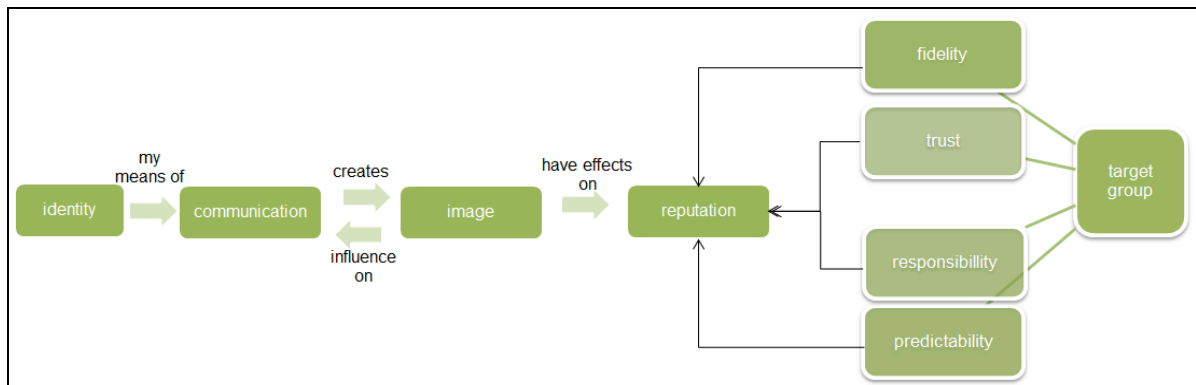 identity
my
means of
communication
creates
influence
on
image
have effects
on
reputation
fidelity
trust
responsibillity
predictability
target
group